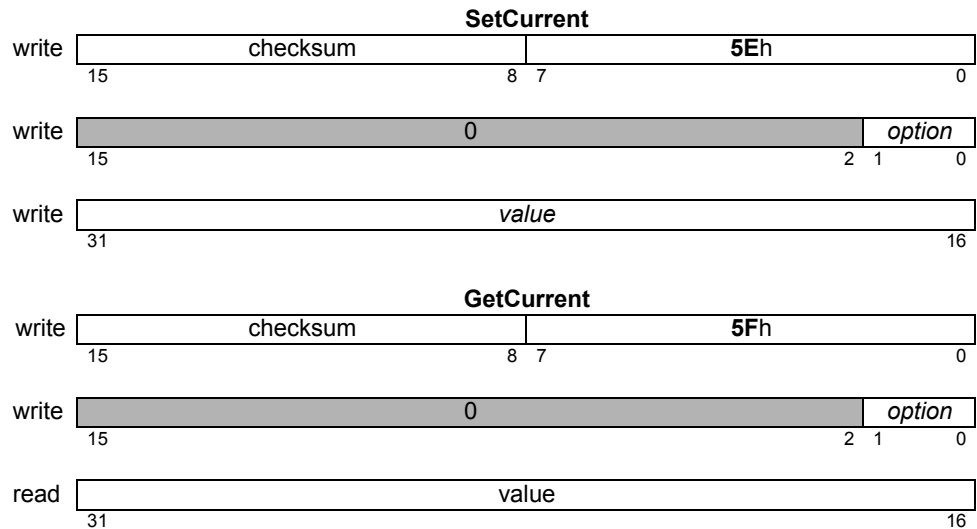 SetCurrent
write checksum 5Eh
15 8 7 0
write 0 option
15 2 1 0
write value
31 16
GetCurrent
write checksum 5Fh
15 8 7 0
write 0 option
15 2 1 0
read value
31 16